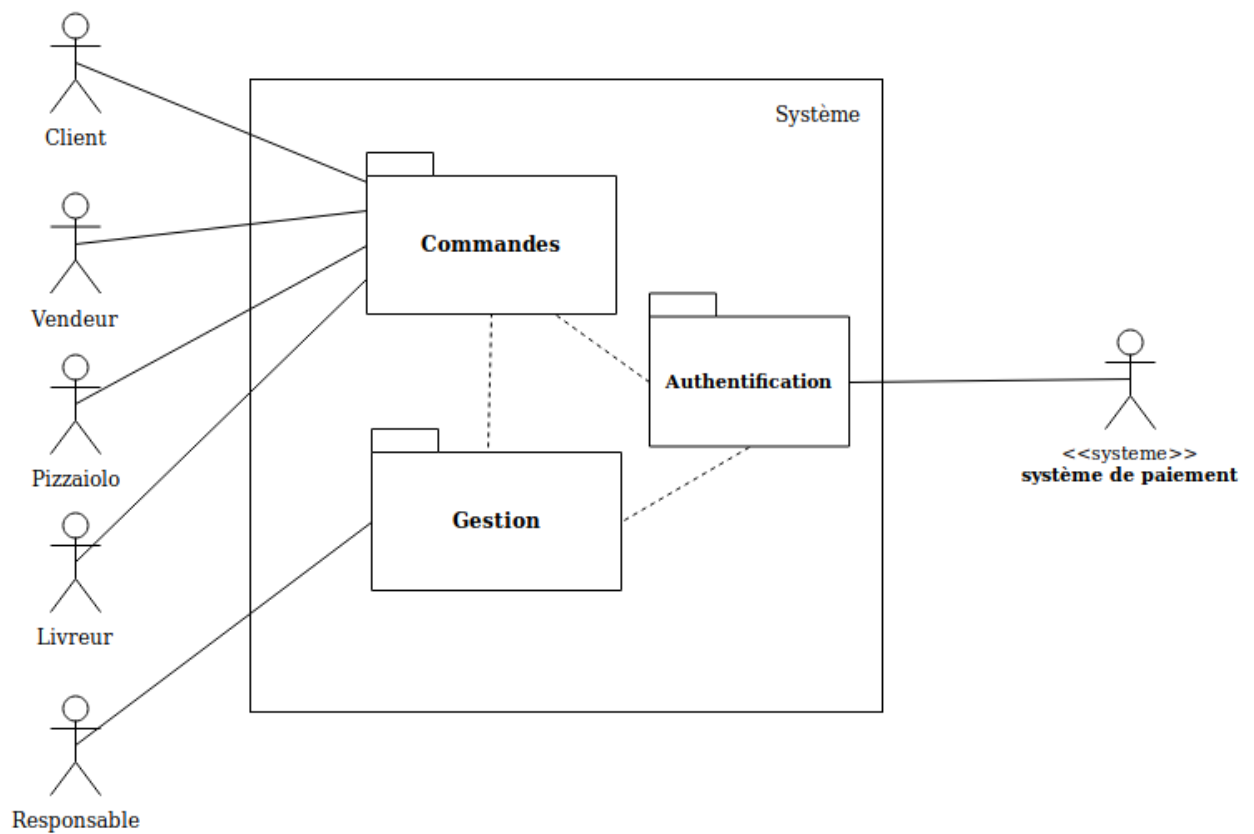 Client
Système
Commandes
Vendeur
Authentification
<<systeme>>
système de paiement
Pizzaiolo
Gestion
Livreur
Responsable